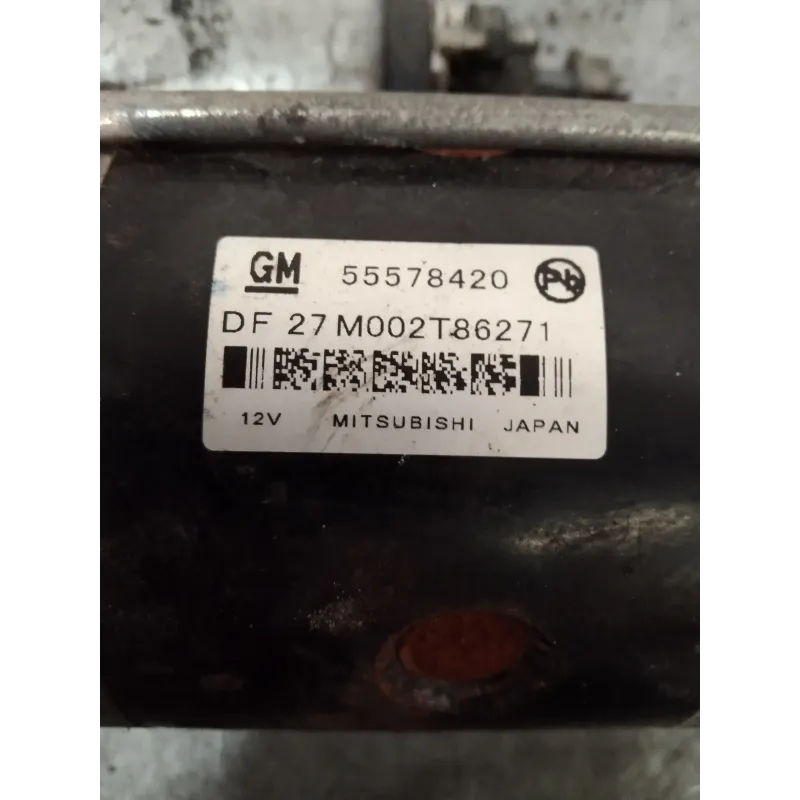 GM 55578420 Pb
DF 27 M002T86271
12V MITSUBISHI JAPAN